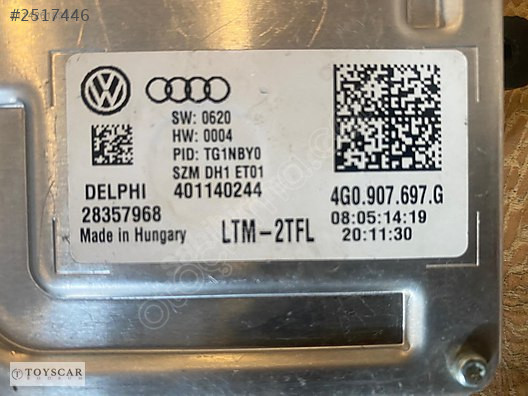 #2517446
SW: 0620
HW: 0004
PID: TG1NBY0
SZM DH1 ET01
DELPHI 401140244
28357968
Made in Hungary
LTM-2TFL
4G0.907.697.G
08:05:14:19
20:11:30
TOYSCAR